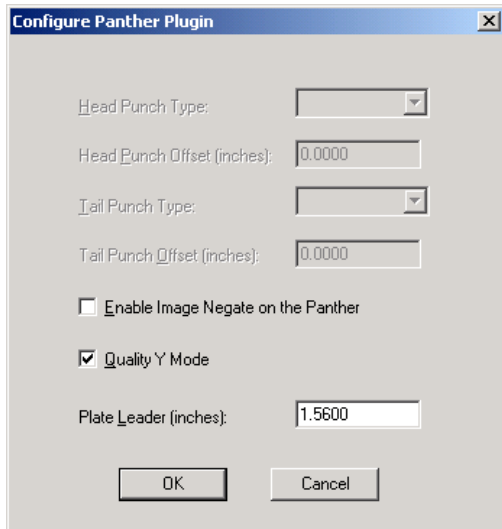 Configure Panther Plugin
Head Punch Type:
Head Punch Offset (inches): 0.0000
Tail Punch Type:
Tail Punch Offset (inches): 0.0000
Enable Image Negate on the Panther
Quality Y Mode
Plate Leader (inches): 1.5600
OK Cancel